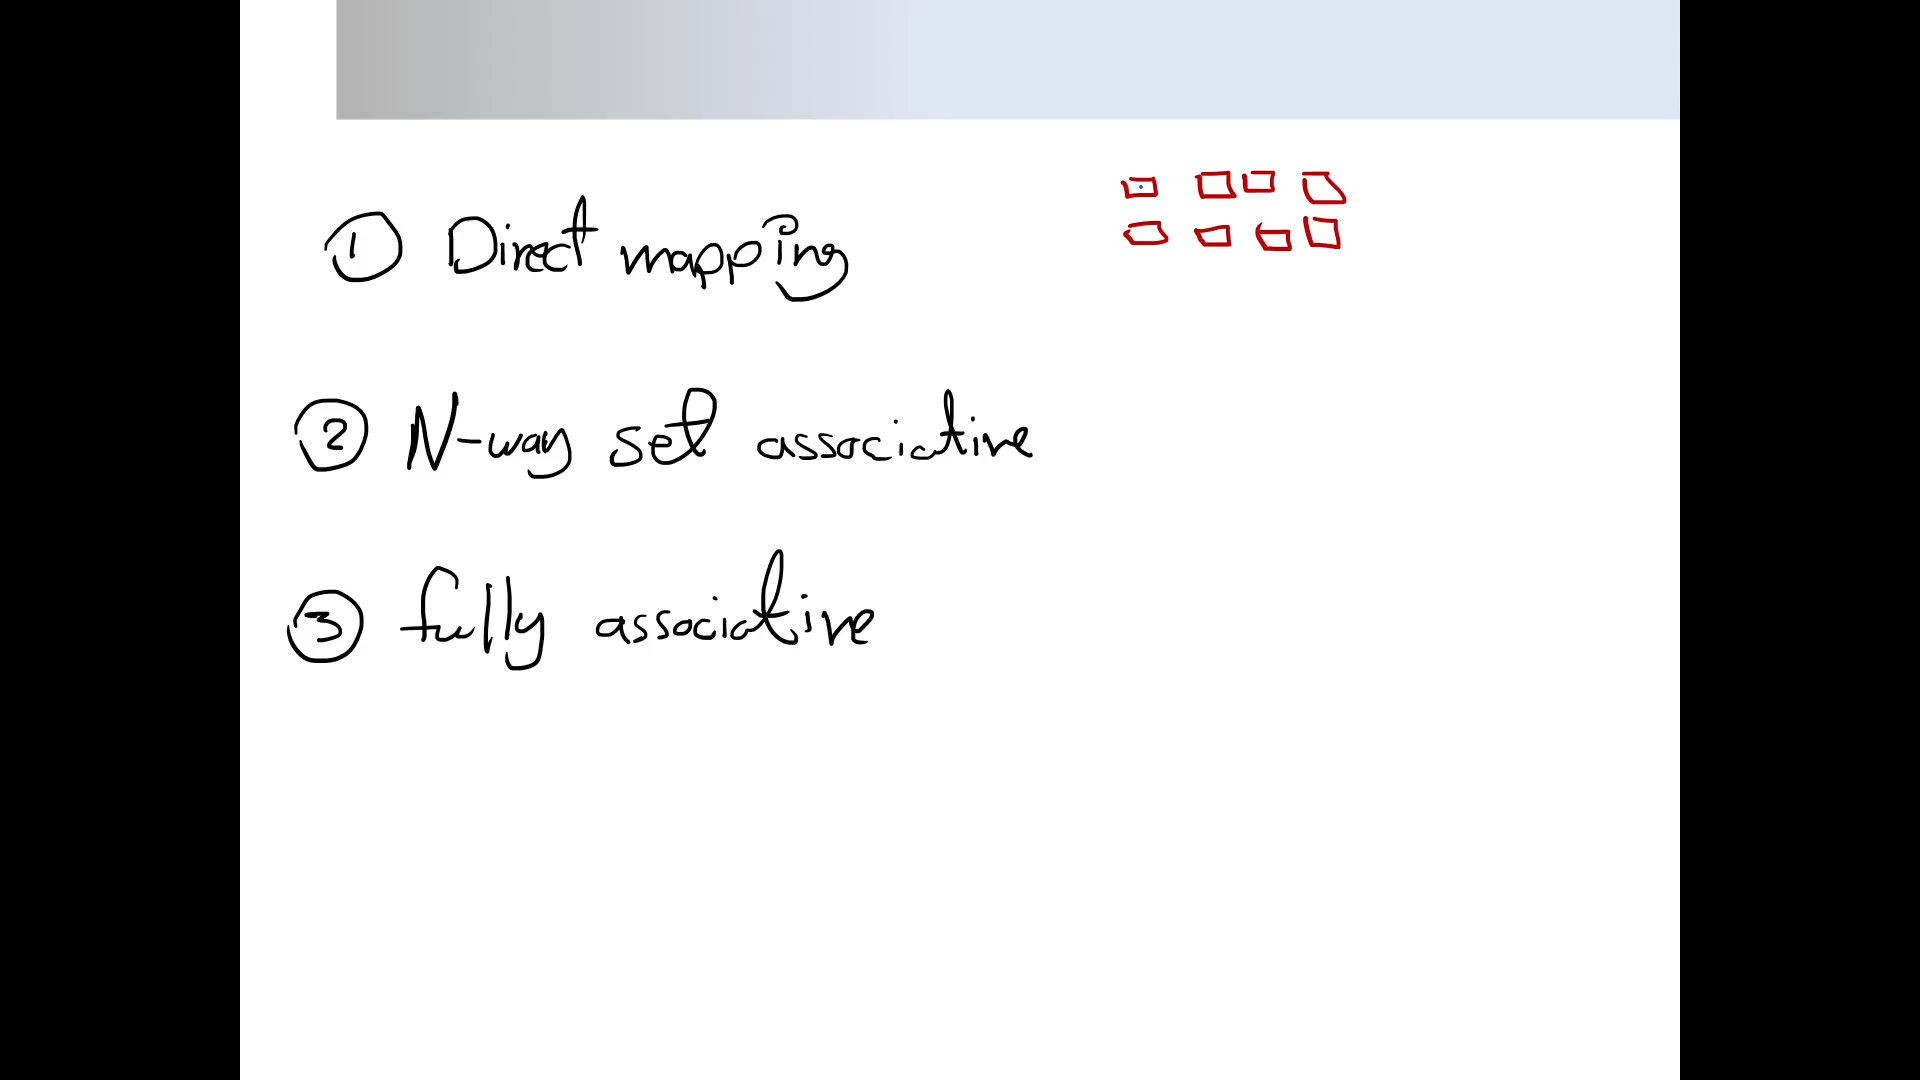 ① Direct mapping
② N-way set associative
③ fully associative